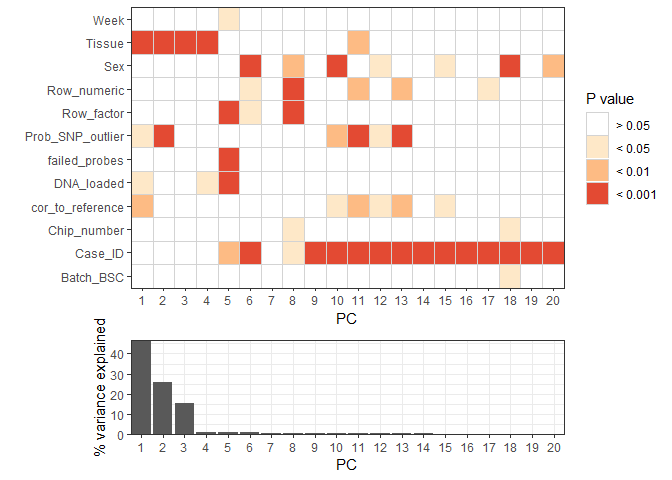 Week
Tissue
Sex
Row_numeric
Row_factor
Prob_SNP_outlier
failed_probes
DNA_loaded
cor_to_reference
Chip_number
Case_ID
Batch_BSC
1 2 3 4 5 6 7 8 9 10 11 12 13 14 15 16 17 18 19 20
PC
P value
> 0.05
< 0.05
< 0.01
< 0.001
% variance explained
40
30
20
10
0
1 2 3 4 5 6 7 8 9 10 11 12 13 14 15 16 17 18 19 20
PC